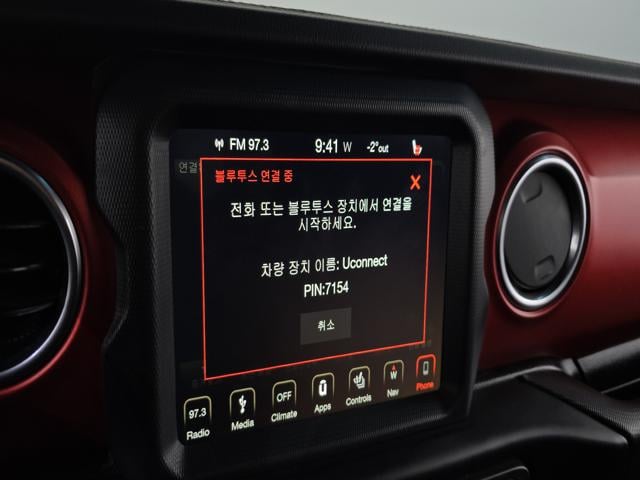 FM 97.3 9:41 W -2°out
연결
블루투스 연결 중 X
전화 또는 블루투스 장치에서 연결을
시작하세요.
차량 장치 이름: Uconnect
PIN:7154
취소
97.3 OFF W
Radio Media Climate Apps Controls Nav Phone